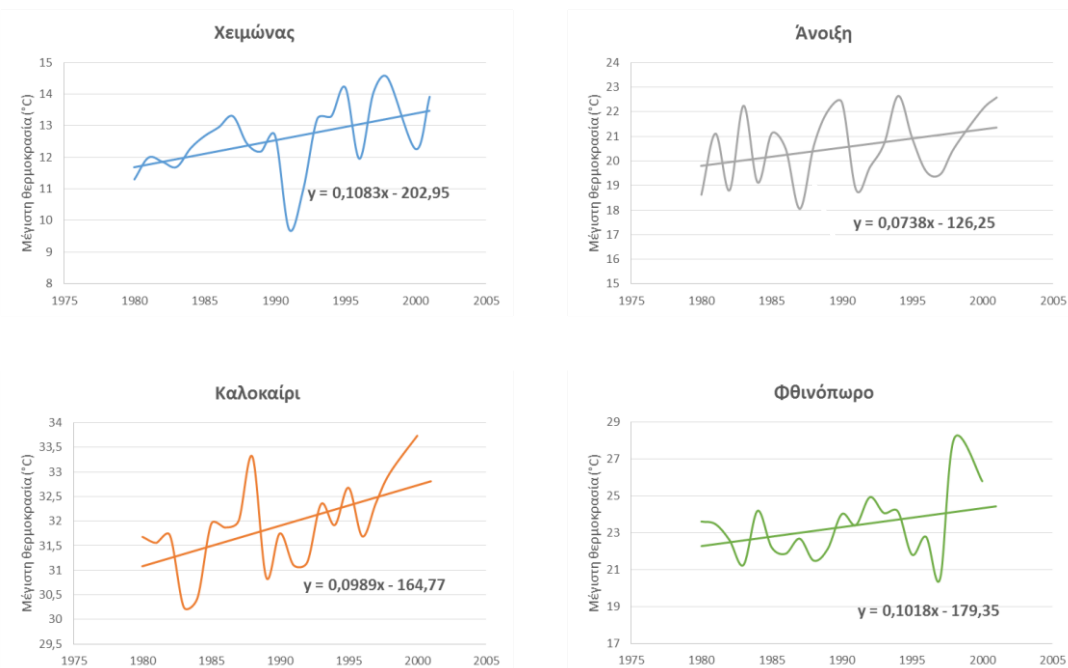 Χειμώνας
Μέγιστη θερμοκρασία (°C)
15
14
13
12
11
10
9
8
y = 0,1083x - 202,95
1975 1980 1985 1990 1995 2000 2005
Άνοιξη
Μέγιστη θερμοκρασία (°C)
24
23
22
21
20
19
18
17
16
15
y = 0,0738x - 126,25
1975 1980 1985 1990 1995 2000 2005
Καλοκαίρι
Μέγιστη θερμοκρασία (°C)
34
33,5
33
32,5
32
31,5
31
30,5
30
29,5
y = 0,0989x - 164,77
1975 1980 1985 1990 1995 2000 2005
Φθινόπωρο
Μέγιστη θερμοκρασία (°C)
29
27
25
23
21
19
17
y = 0,1018x - 179,35
1975 1980 1985 1990 1995 2000 2005